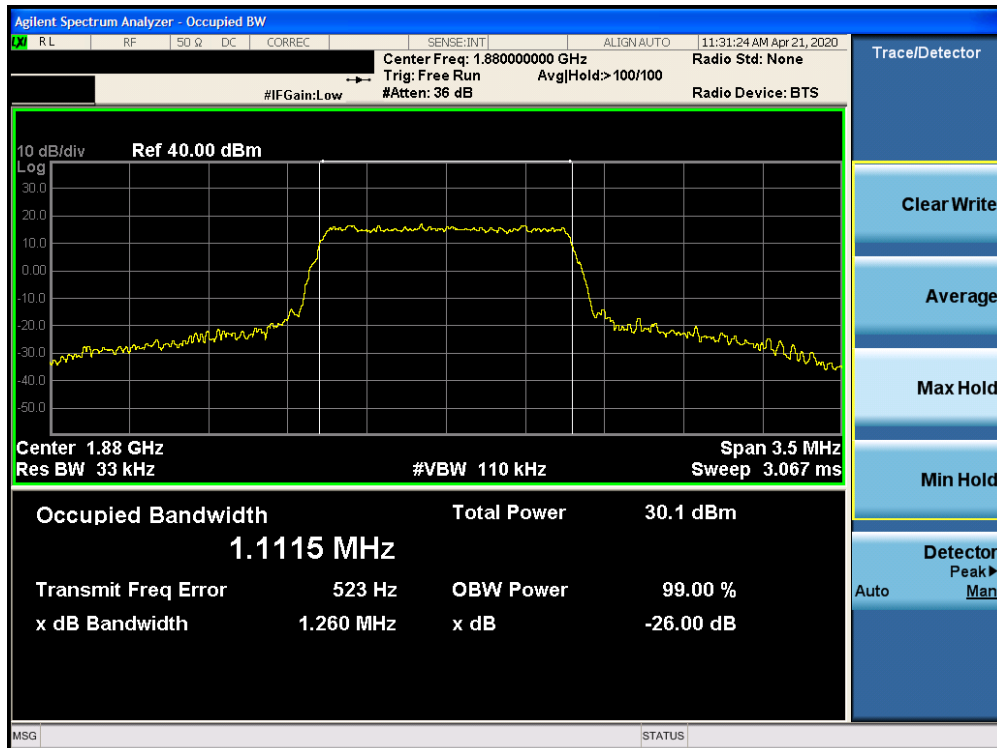 Agilent Spectrum Analyzer - Occupied BW
LXI RL RF 50 Ω DC CORREC SENSE:INT ALIGN AUTO 11:31:24 AM Apr 21, 2020
Center Freq: 1.880000000 GHz Radio Std: None
Trig: Free Run Avg|Hold:> 100/100
#IFGain:Low #Atten: 36 dB Radio Device: BTS
10 dB/div Ref 40.00 dBm
Log
30.0
20.0
10.0
0.00
-10.0
-20.0
-30.0
-40.0
-50.0
Center 1.88 GHz Span 3.5 MHz
Res BW 33 kHz #VBW 110 kHz Sweep 3.067 ms
Occupied Bandwidth Total Power 30.1 dBm
1.1115 MHz
Transmit Freq Error 523 Hz OBW Power 99.00 %
x dB Bandwidth 1.260 MHz x dB -26.00 dB
MSG STATUS
Trace/Detector
Clear Write
Average
Max Hold
Min Hold
Detector
Peak▶
Auto Man